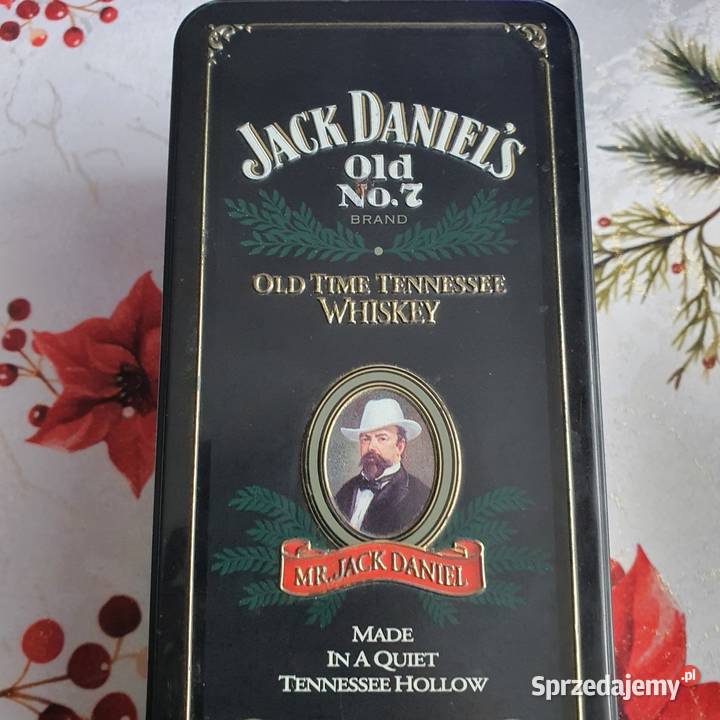 JACK DANIEL'S
Old
No.7
BRAND
OLD TIME TENNESSEE
WHISKEY
MR. JACK DANIEL
MADE
IN A QUIET
TENNESSEE HOLLOW
Sprzedajemy.pl